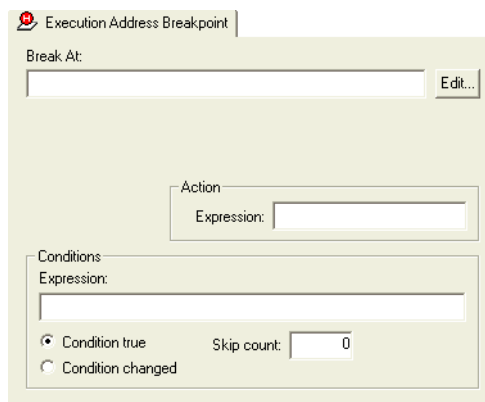 H Execution Address Breakpoint
Break At:
Edit...
Action
Expression:
Conditions
Expression:
Condition true Skip count: 0
Condition changed